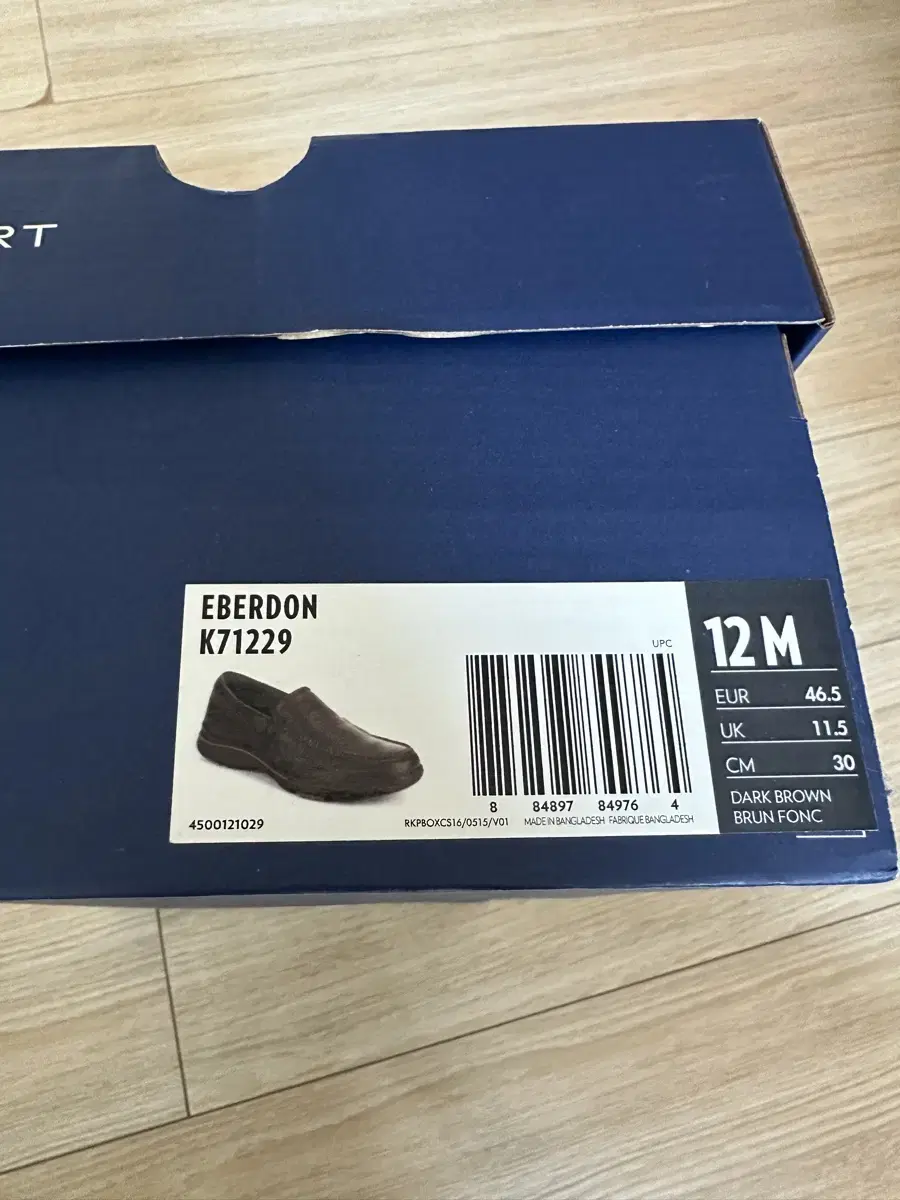 RT
EBERDON
K71229
UPC
8 84897 84976 4
4500121029
RKPBOXCS16/0515/V01 MADE IN BANGLADESH FABRIQUE BANGLADESH
12 M
EUR 46.5
UK 11.5
CM 30
DARK BROWN
BRUN FONC